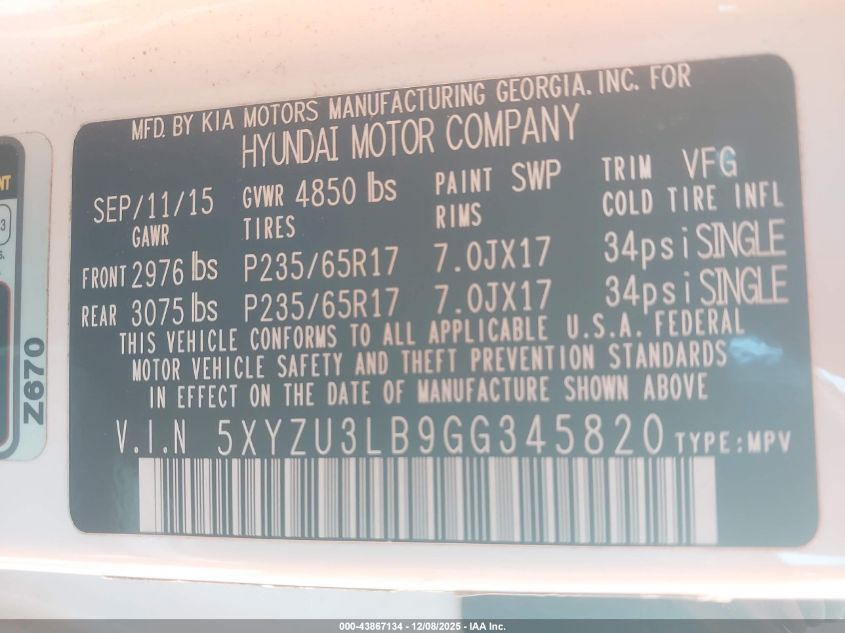 MFD. BY KIA MOTORS MANUFACTURING GEORGIA. INC. FOR
HYUNDAI MOTOR COMPANY
SEP/11/15 GVWR 4850 lbs PAINT SWP TRIM VFG
GAWR TIRES RIMS COLD TIRE INFL
FRONT 2976 lbs P235/65R17 7.0JX17 34psi SINGLE
REAR 3075 lbs P235/65R17 7.0JX17 34psi SINGLE
THIS VEHICLE CONFORMS TO ALL APPLICABLE U.S.A. FEDERAL
MOTOR VEHICLE SAFETY AND THEFT PREVENTION STANDARDS
IN EFFECT ON THE DATE OF MANUFACTURE SHOWN ABOVE
V.I.N 5XYZU3LB9GG345820 TYPE:MPV
Z670
000-43867134 - 12/08/2025 - IAA Inc.